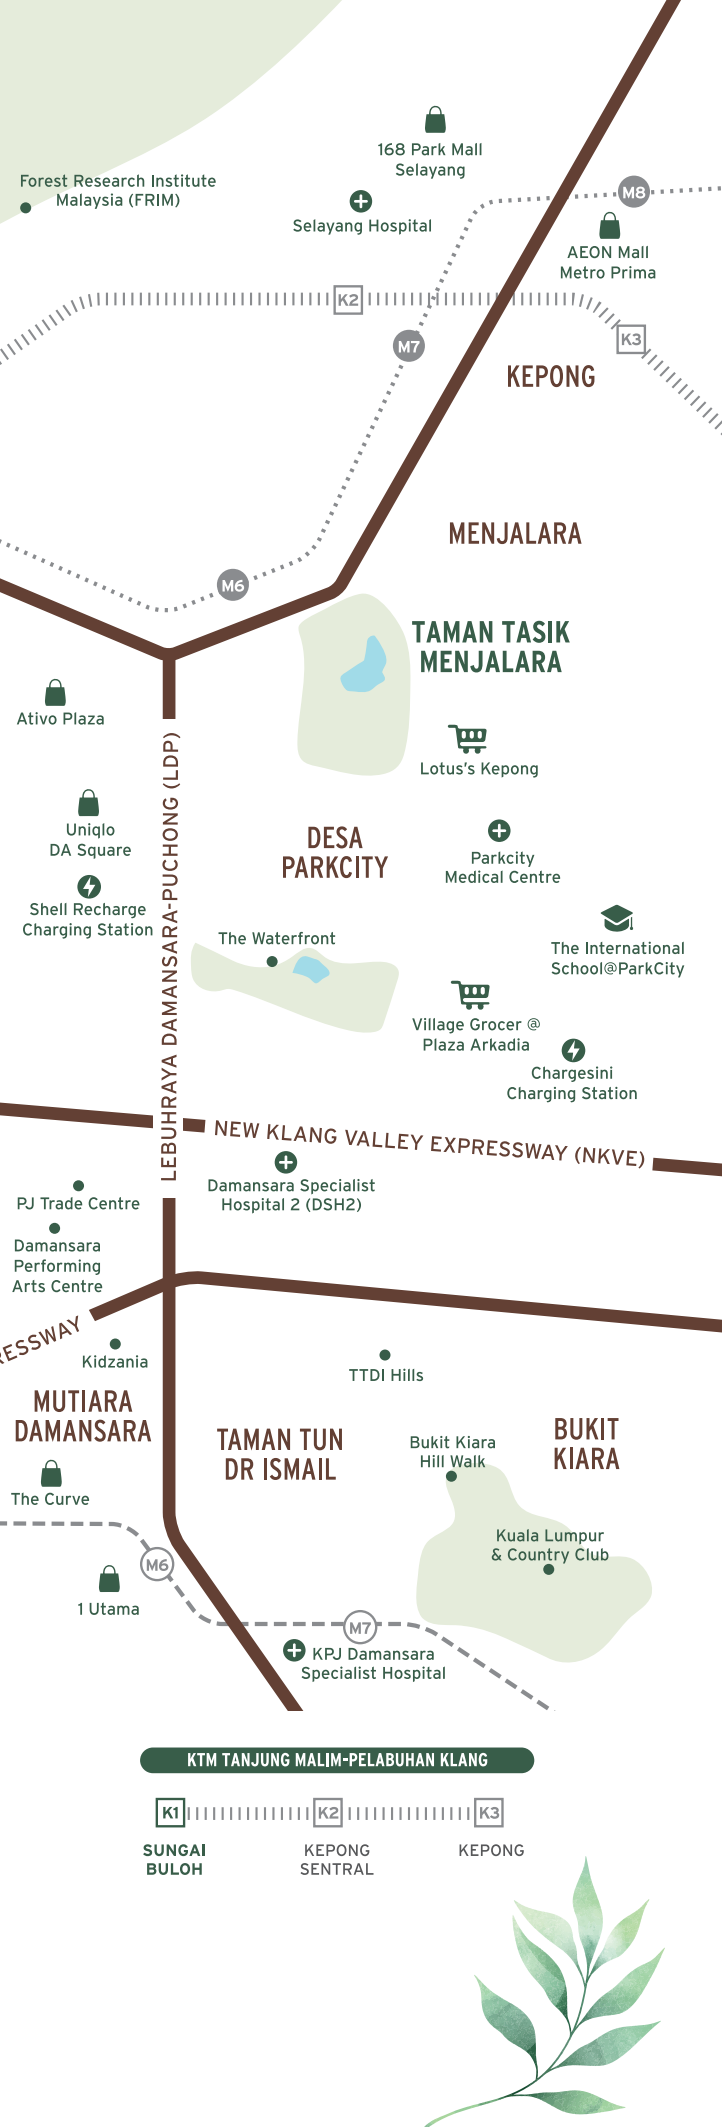 168 Park Mall
Selayang
Forest Research Institute
Malaysia (FRIM)
Selayang Hospital
M8
AEON Mall
Metro Prima
K2
K3
M7
KEPONG
MENJALARA
M6
TAMAN TASIK
MENJALARA
Ativo Plaza
Lotus's Kepong
LEBUHRAYA DAMANSARA-PUCHONG (LDP)
Uniqlo
DA Square
DESA
PARKCITY
Parkcity
Medical Centre
Shell Recharge
Charging Station
The Waterfront
The International
School@ParkCity
Village Grocer @
Plaza Arkadia
Chargesini
Charging Station
NEW KLANG VALLEY EXPRESSWAY (NKVE)
Damansara Specialist
Hospital 2 (DSH2)
PJ Trade Centre
Damansara
Performing
Arts Centre
RESSWAY
Kidzania
TTDI Hills
MUTIARA
DAMANSARA
TAMAN TUN
DR ISMAIL
Bukit Kiara
Hill Walk
BUKIT
KIARA
The Curve
Kuala Lumpur
& Country Club
M6
1 Utama
M7
KPJ Damansara
Specialist Hospital
KTM TANJUNG MALIM-PELABUHAN KLANG
K1
K2
K3
SUNGAI
BULOH
KEPONG
SENTRAL
KEPONG